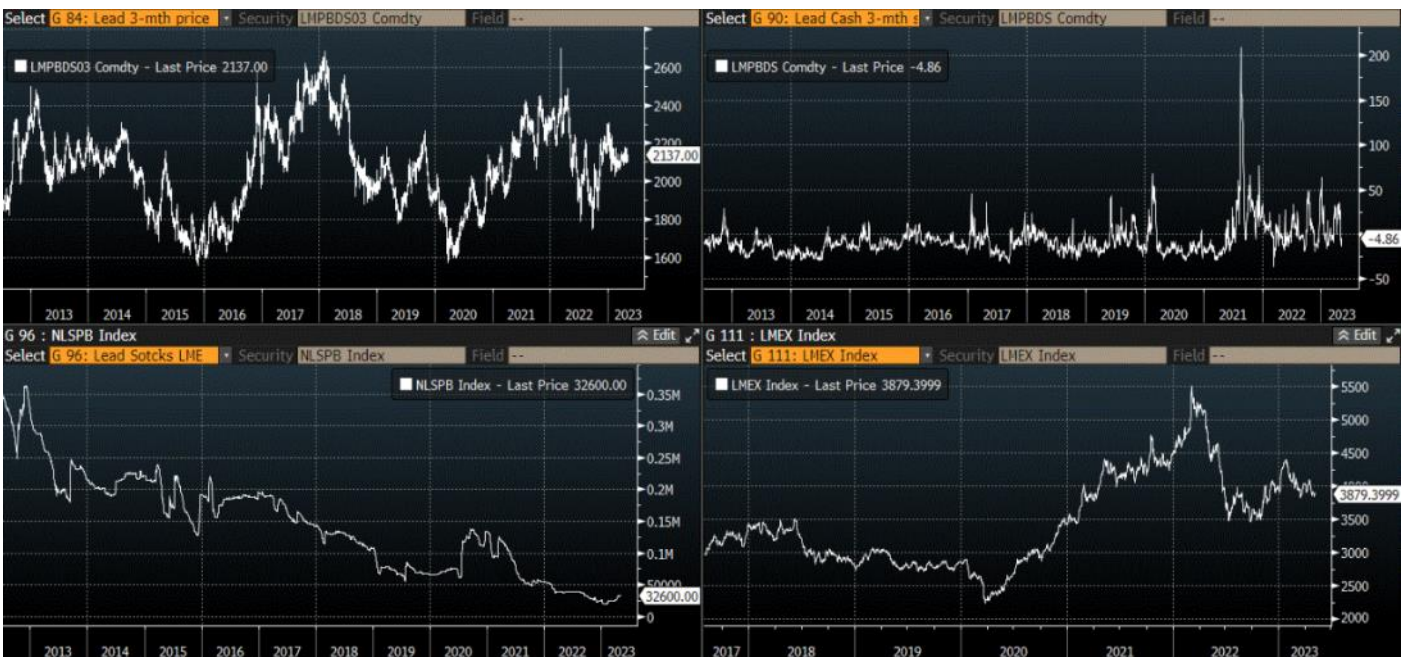 Select G 84: Lead 3-mth price Security LMPBDS03 Comdty Field --
LMPBDS03 Comdty - Last Price 2137.00
2600
2400
2200
2137.00
2000
1800
1600
2013 2014 2015 2016 2017 2018 2019 2020 2021 2022 2023
Select G 90: Lead Cash 3-mth s Security LMPBDS Comdty Field --
LMPBDS Comdty - Last Price -4.86
200
150
100
50
-4.86
-50
2013 2014 2015 2016 2017 2018 2019 2020 2021 2022 2023
G 96 : NLSPB Index Edit
Select G 96: Lead Sotcks LME Security NLSPB Index Field --
NLSPB Index - Last Price 32600.00
0.35M
0.3M
0.25M
0.2M
0.15M
0.1M
50000
32600.00
0
2013 2014 2015 2016 2017 2018 2019 2020 2021 2022 2023
G 111 : LMEX Index Edit
Select G 111: LMEX Index Security LMEX Index Field --
LMEX Index - Last Price 3879.3999
5500
5000
4500
4000
3879.3999
3500
3000
2500
2000
2017 2018 2019 2020 2021 2022 2023